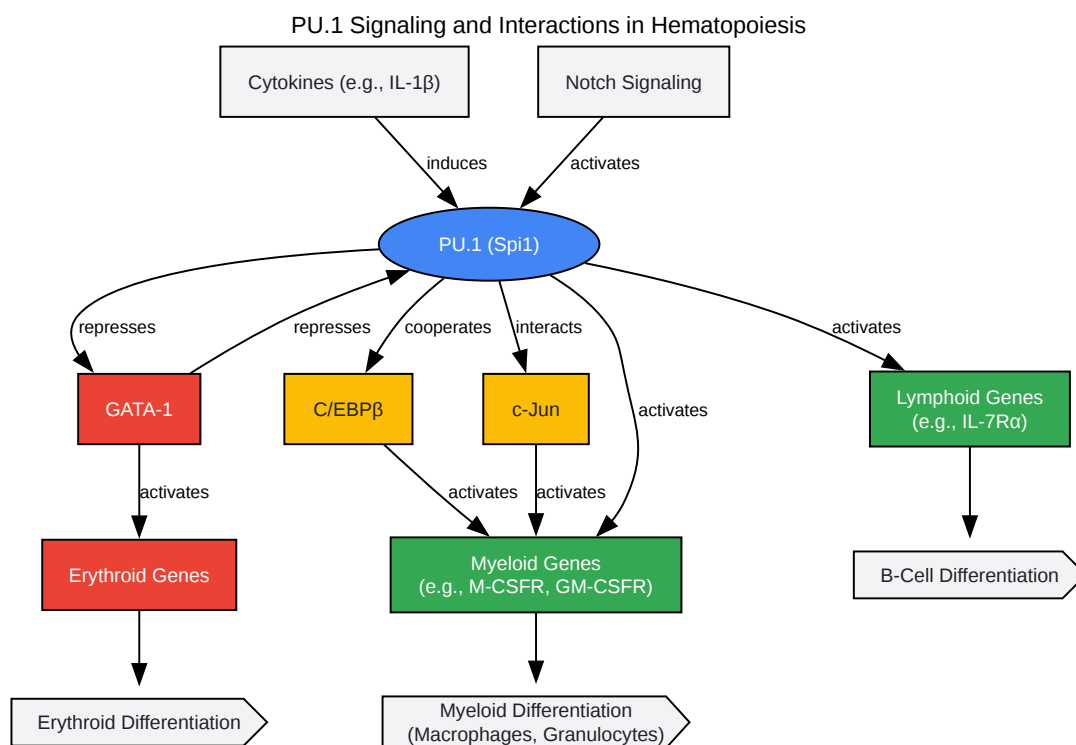 PU.1 Signaling and Interactions in Hematopoiesis
Cytokines (e.g., IL-1β)
Notch Signaling
induces
activates
PU.1 (Spi1)
represses
represses
cooperates
interacts
activates
activates
GATA-1
C/EBPβ
c-Jun
Lymphoid Genes
(e.g., IL-7Rα)
activates
activates
activates
Erythroid Genes
Myeloid Genes
(e.g., M-CSFR, GM-CSFR)
B-Cell Differentiation
Erythroid Differentiation
Myeloid Differentiation
(Macrophages, Granulocytes)